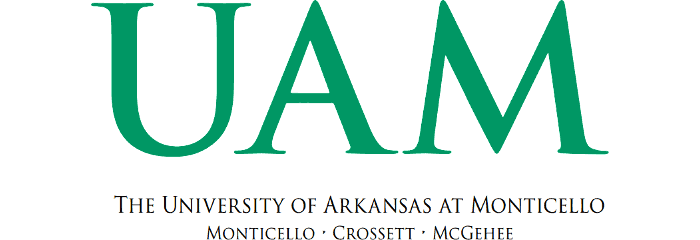 UAM
THE UNIVERSITY OF ARKANSAS AT MONTICELLO
MONTICELLO · CROSSETT · MCGEHEE